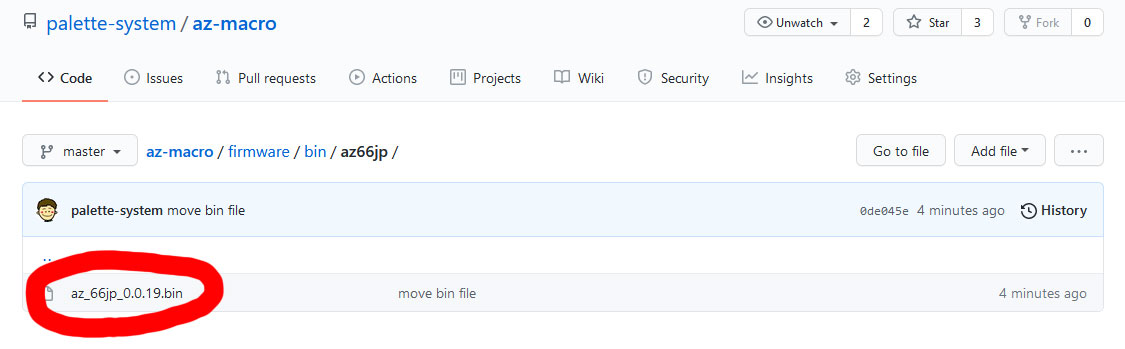 palette-system / az-macro
Unwatch 2 Star 3 Fork 0
Code Issues Pull requests Actions Projects Wiki Security Insights Settings
master az-macro / firmware / bin / az66jp / Go to file Add file ...
palette-system move bin file 0de045e 4 minutes ago History
..
az_66jp_0.0.19.bin move bin file 4 minutes ago